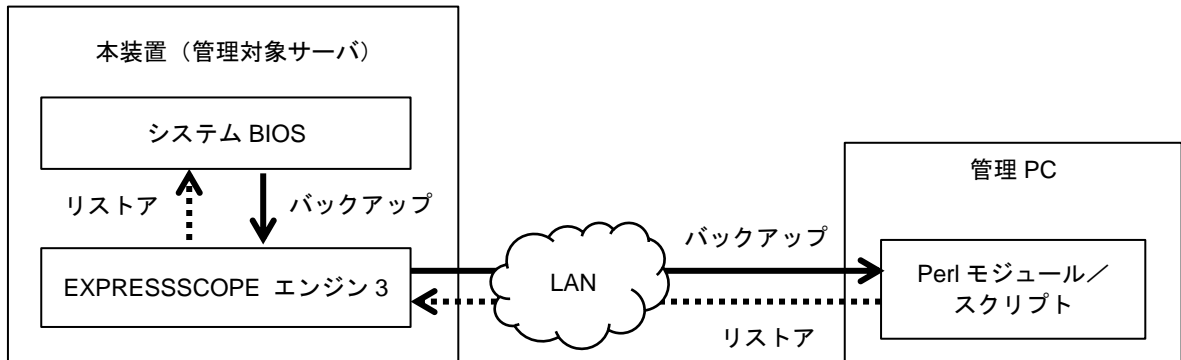 本装置（管理対象サーバ）
システム BIOS
リストア
バックアップ
EXPRESSSCOPE エンジン 3
LAN
バックアップ
リストア
管理 PC
Perl モジュール／
スクリプト